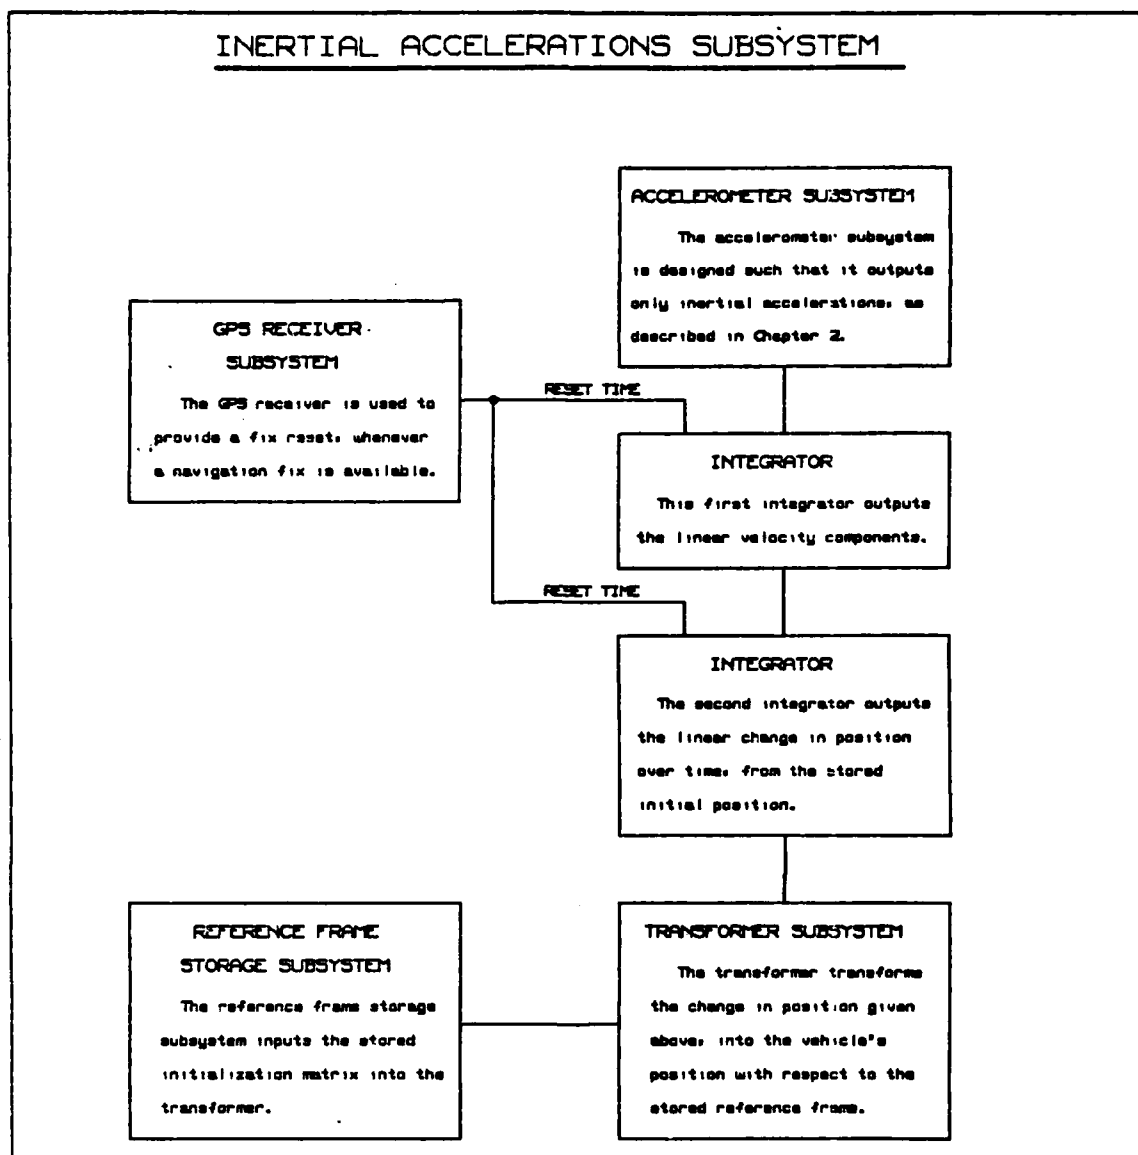 INERTIAL ACCELERATIONS SUBSYSTEM
ACCELEROMETER SUBSYSTEM
The accelerometer subsystem
is designed such that it outputs
only inertial accelerations, as
described in Chapter 2.
GPS RECEIVER
SUBSYSTEM
The GPS receiver is used to
provide a fix reset, whenever
a navigation fix is available.
RESET TIME
INTEGRATOR
This first integrator outputs
the linear velocity components.
RESET TIME
INTEGRATOR
The second integrator outputs
the linear change in position
over time, from the stored
initial position.
REFERENCE FRAME
STORAGE SUBSYSTEM
The reference frame storage
subsystem inputs the stored
initialization matrix into the
transformer.
TRANSFORMER SUBSYSTEM
The transformer transforms
the change in position given
above, into the vehicle's
position with respect to the
stored reference frame.